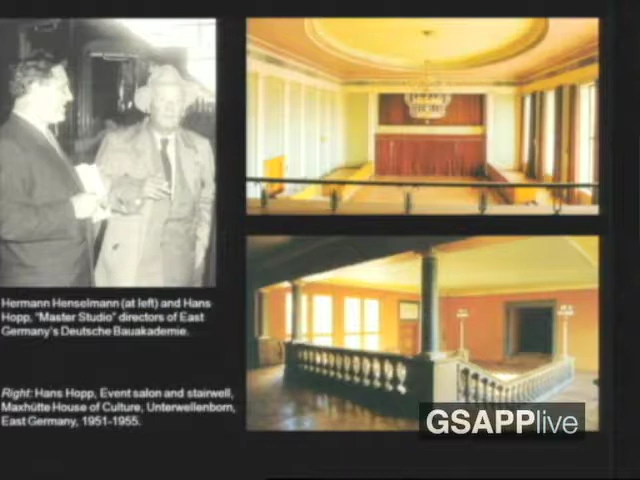 Hermann Henselmann (at left) and Hans
Hopp, "Master Studio" directors of East
Germany's Deutsche Bauakademie.
Right: Hans Hopp, Event salon and stairwell,
Maxhütte House of Culture, Unterwellenborn,
East Germany, 1951-1955.
GSAPPlive